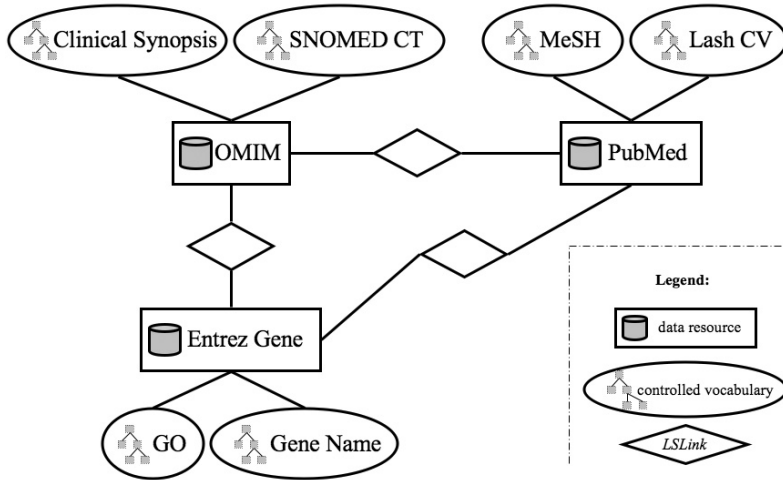 Clinical Synopsis
SNOMED CT
MeSH
Lash CV
OMIM
PubMed
Entrez Gene
GO
Gene Name
Legend:
data resource
controlled vocabulary
LSLink